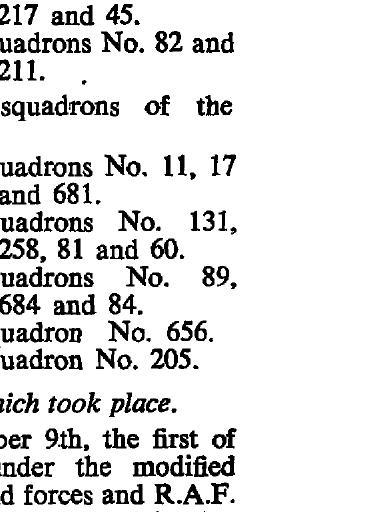 217 and 45.
uadrons No. 82 and
211.
squadrons of the
uadrons No. 11, 17
and 681.
uadrons No. 131,
258, 81 and 60.
uadrons No. 89,
684 and 84.
uadron No. 656.
uadron No. 205.
hich took place.
ber 9th, the first of
nder the modified
d forces and R.A.F.